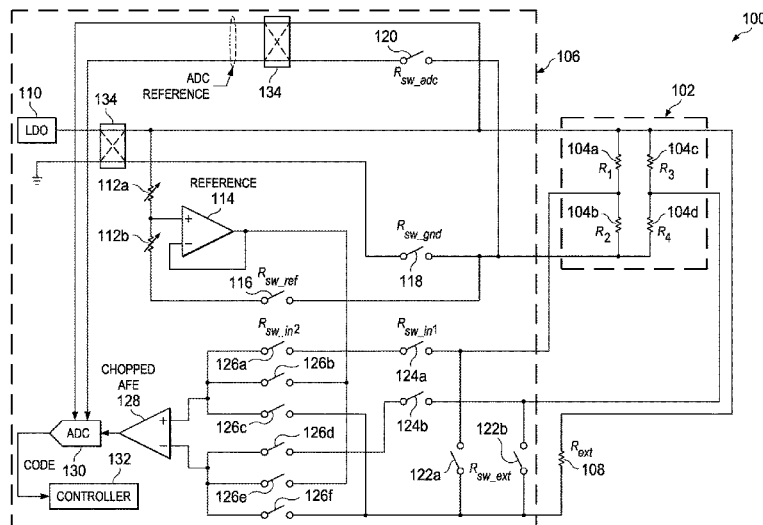 100
120
106
ADC
REFERENCE
134
R_sw_adc
102
110
LDO
134
104a
R1
104c
R3
112a
REFERENCE
114
104b
R2
104d
R4
112b
R_sw_gnd
118
R_sw_ref
116
R_sw_in2
R_sw_in1
126a
126b
124a
CHOPPED
AFE
128
126c
124b
126d
122b
ADC
130
122a
R_sw_ext
R_ext
108
CODE
132
CONTROLLER
126e
126f